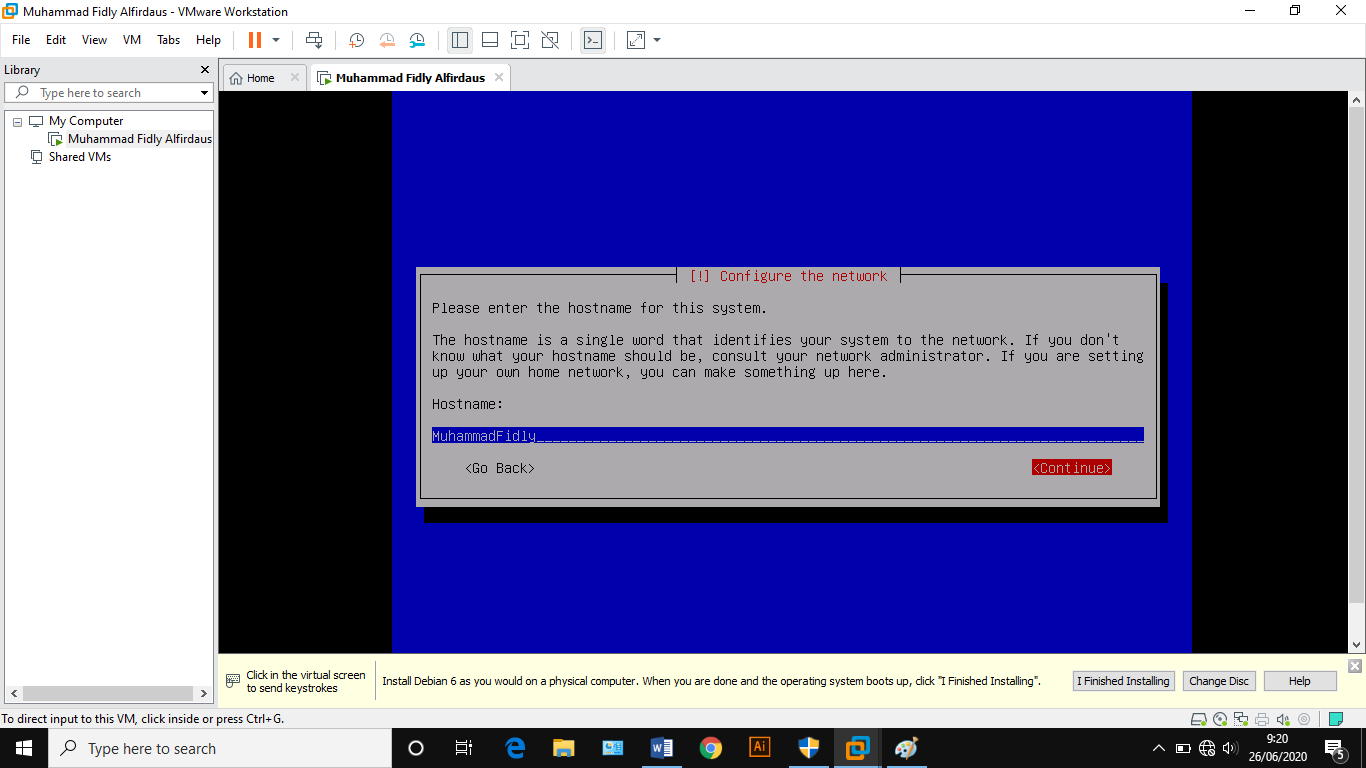 Muhammad Fidly Alfirdaus - VMware Workstation
File Edit View VM Tabs Help
Library
Type here to search
My Computer
Muhammad Fidly Alfirdaus
Shared VMs
Home
Muhammad Fidly Alfirdaus
[!] Configure the network
Please enter the hostname for this system.
The hostname is a single word that identifies your system to the network. If you don't
know what your hostname should be, consult your network administrator. If you are setting
up your own home network, you can make something up here.
Hostname:
MuhammadFidly
<Go Back> <Continue>
Click in the virtual screen
to send keystrokes
Install Debian 6 as you would on a physical computer. When you are done and the operating system boots up, click "I Finished Installing".
I Finished Installing Change Disc Help
To direct input to this VM, click inside or press Ctrl+G.
Type here to search
Ai
9:20
26/06/2020
5